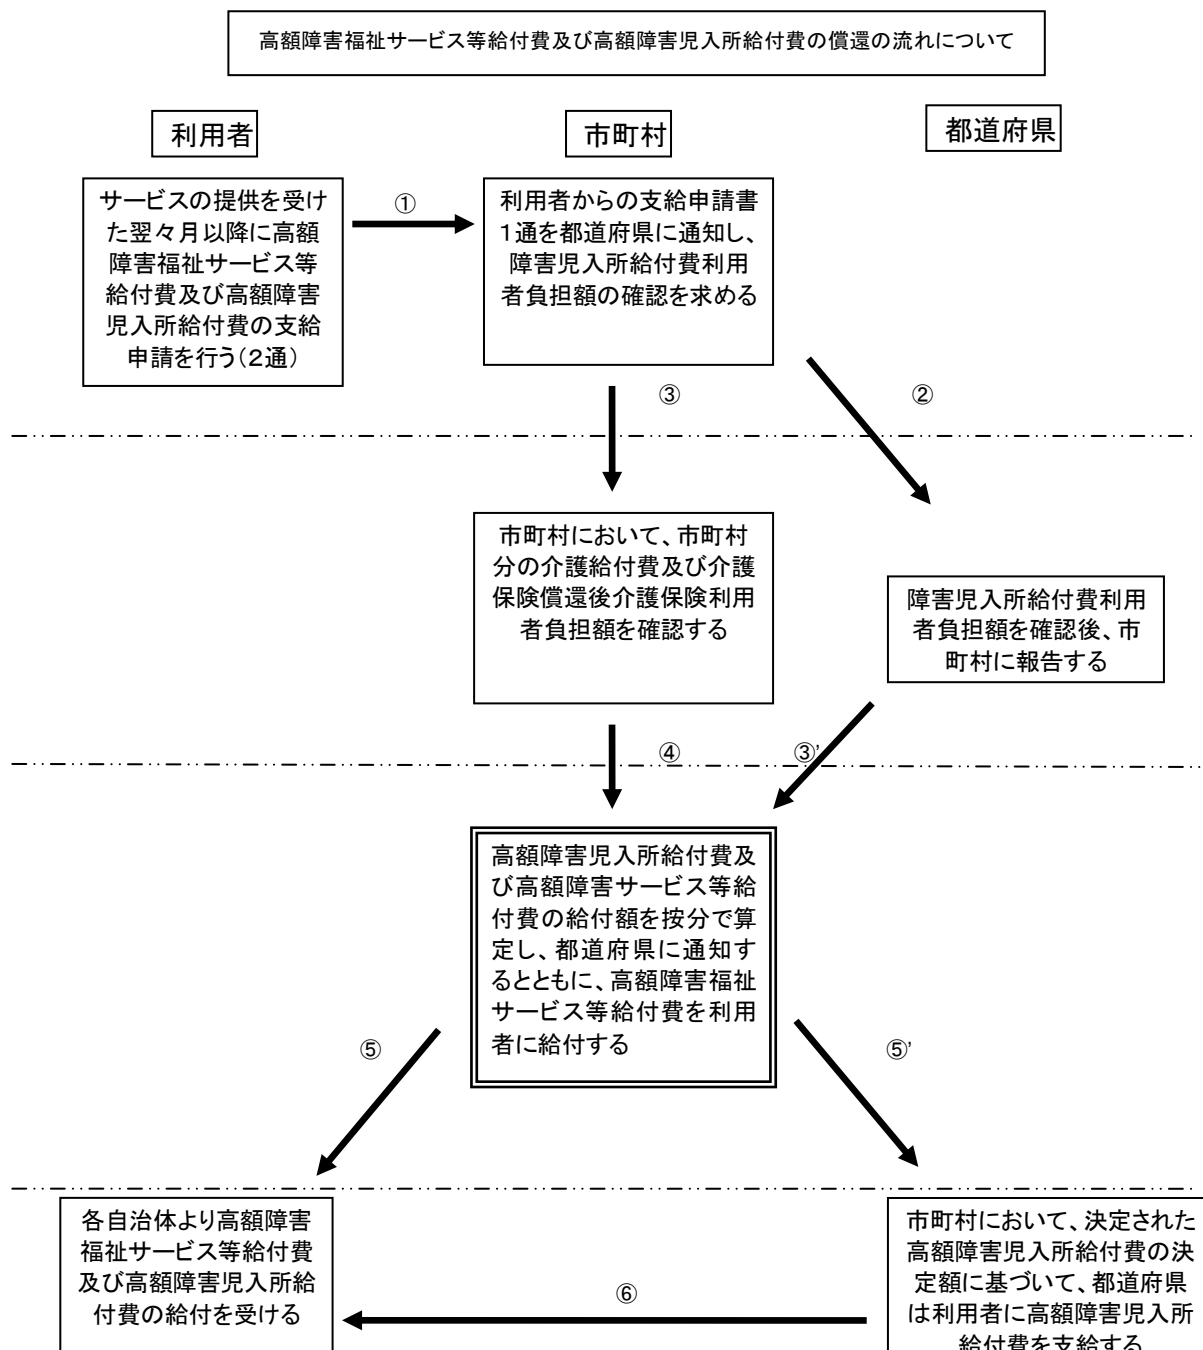 高額障害福祉サービス等給付費及び高額障害児入所給付費の償還の流れについて
利用者
市町村
都道府県
サービスの提供を受け
た翌々月以降に高額
障害福祉サービス等
給付費及び高額障害
児入所給付費の支給
申請を行う(２通)
①
利用者からの支給申請書
１通を都道府県に通知し、
障害児入所給付費利用
者負担額の確認を求める
③
②
市町村において、市町村
分の介護給付費及び介護
保険償還後介護保険利用
者負担額を確認する
障害児入所給付費利用
者負担額を確認後、市
町村に報告する
④
③’
高額障害児入所給付費及
び高額障害サービス等給
付費の給付額を按分で算
定し、都道府県に通知す
るとともに、高額障害福祉
サービス等給付費を利用
者に給付する
⑤
⑤’
各自治体より高額障害
福祉サービス等給付費
及び高額障害児入所給
付費の給付を受ける
⑥
市町村において、決定された
高額障害児入所給付費の決
定額に基づいて、都道府県
は利用者に高額障害児入所
給付費を支給する